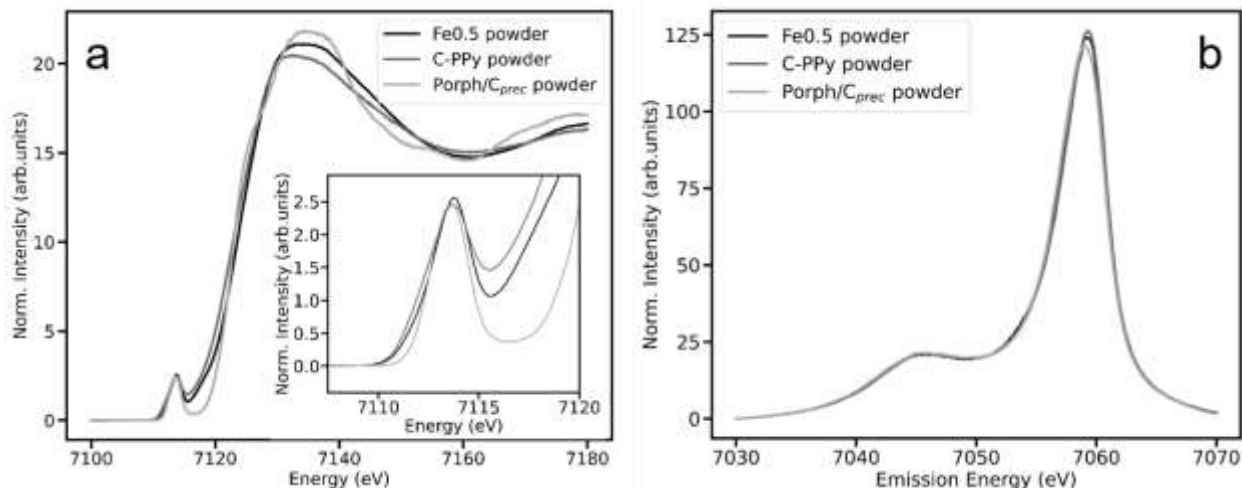 a
Fe0.5 powder
C-PPy powder
Porph/Cprec powder
Norm. Intensity (arb.units)
20
15
10
5
0
7100 7120 7140 7160 7180
Energy (eV)
Norm. Intensity (arb.units)
2.5
2.0
1.5
1.0
0.5
0.0
7110 7115 7120
Energy (eV)
b
Fe0.5 powder
C-PPy powder
Porph/Cprec powder
Norm. Intensity (arb.units)
125
100
75
50
25
0
7030 7040 7050 7060 7070
Emission Energy (eV)